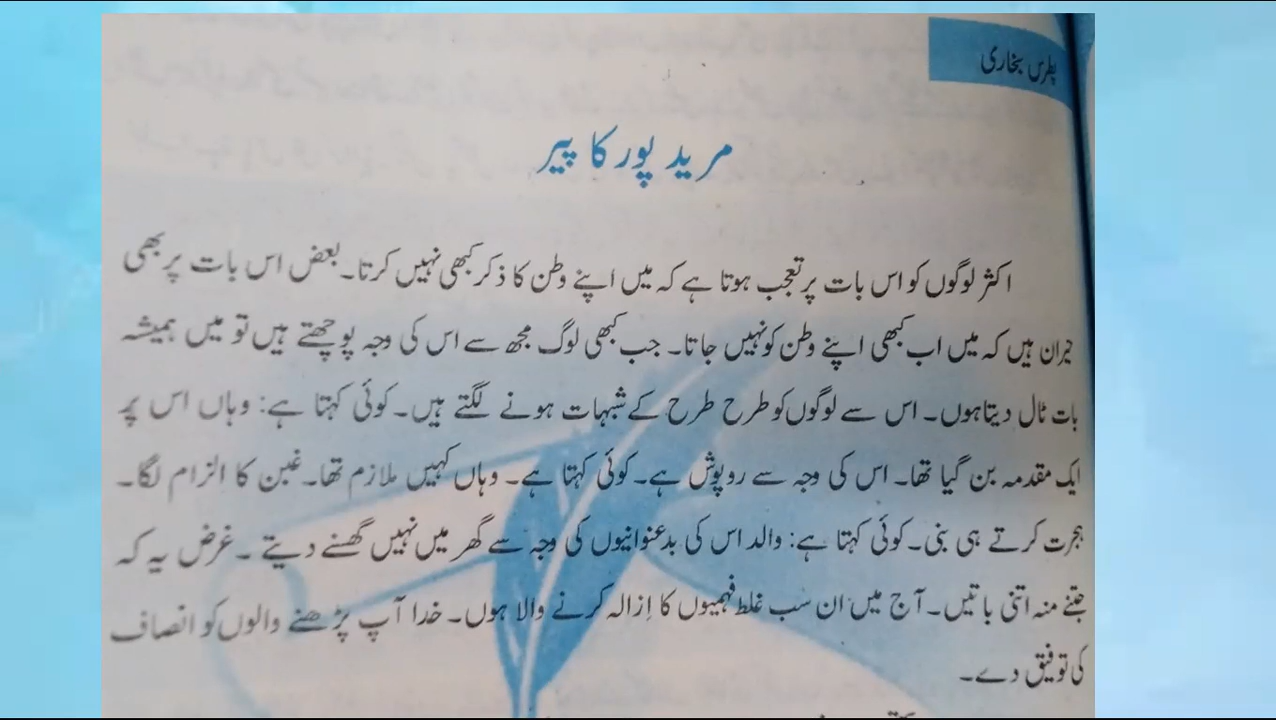 پطرس بخاری
مرید پور کا پیر
اکثر لوگوں کو اس بات پر تعجب ہوتا ہے کہ میں اپنے وطن کا ذکر کبھی نہیں کرتا۔ بعض اس بات پر بھی
حیران ہیں کہ میں اب کبھی اپنے وطن کو نہیں جاتا۔ جب کبھی لوگ مجھ سے اس کی وجہ پوچھتے ہیں تو میں ہمیشہ
بات ٹال دیتا ہوں۔ اس سے لوگوں کو طرح طرح کے شبہات ہونے لگتے ہیں۔ کوئی کہتا ہے: وہاں اس پر
ایک مقدمہ بن گیا تھا۔ اس کی وجہ سے روپوش ہے۔ کوئی کہتا ہے۔ وہاں کہیں ملازم تھا۔ غبن کا الزام لگا۔
ہجرت کرتے ہی بنی۔ کوئی کہتا ہے: والد اس کی بدعنوانیوں کی وجہ سے گھر میں نہیں گھسنے دیتے ۔ غرض یہ کہ
جتنے منہ اتنی باتیں۔ آج میں ان سب غلط فہمیوں کا اِزالہ کرنے والا ہوں۔ خدا آپ پڑھنے والوں کو انصاف
کی توفیق دے۔